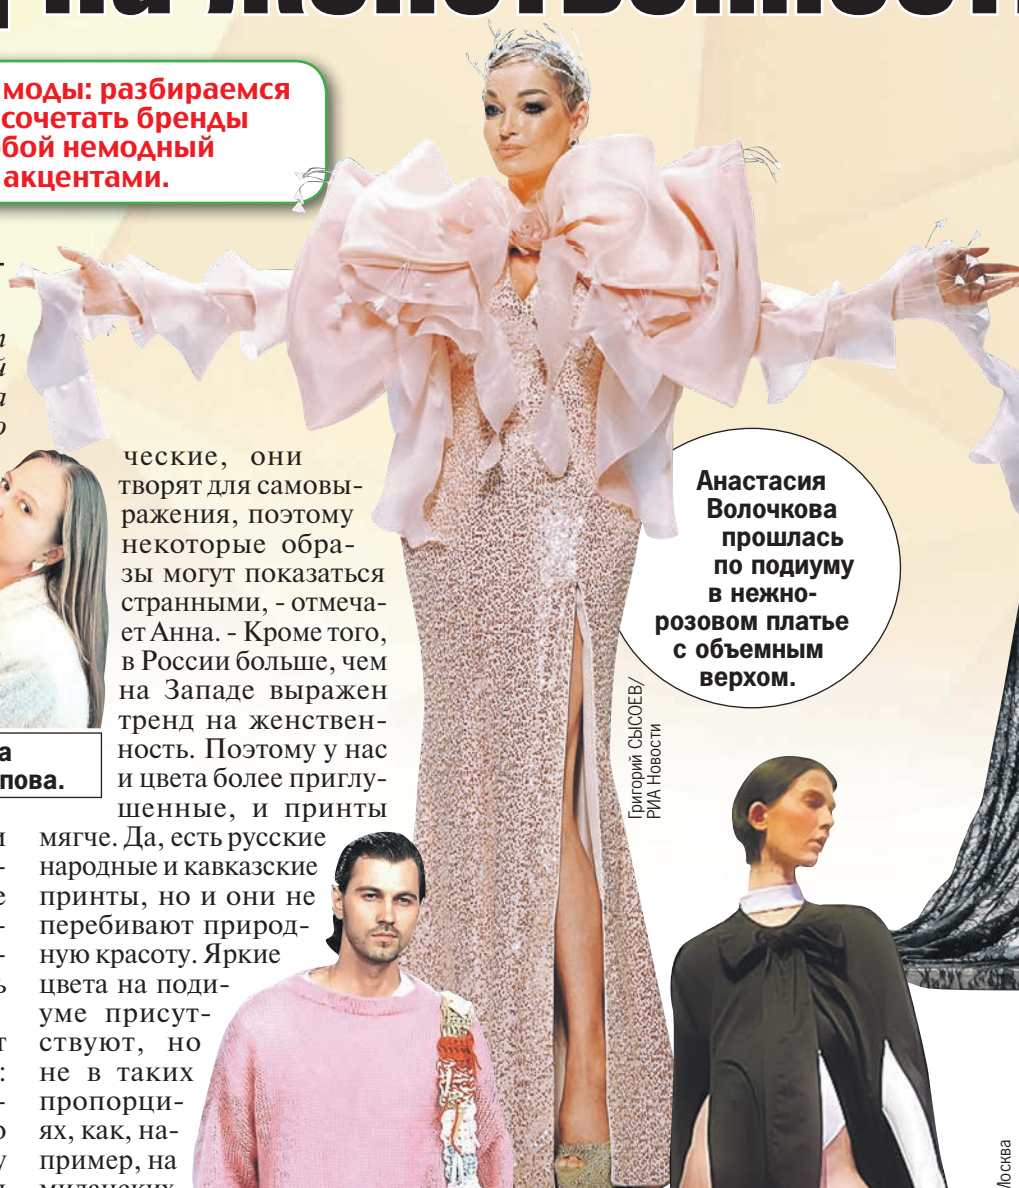 на женственность
моды: разбираемся
сочетать бренды
бой немодный
акцентами.
ческие, они
творят для самовы-
ражения, поэтому
некоторые обра-
зы могут показаться
странными, - отмеча-
ет Анна. - Кроме того,
в России больше, чем
на Западе выражен
тренд на женствен-
ность. Поэтому у нас
и цвета более приглу-
шенные, и принты
мягче. Да, есть русские
народные и кавказские
принты, но и они не
перебивают природ-
ную красоту. Яркие
цвета на поди-
уме присут-
ствуют, но
не в таких
пропорци-
ях, как, на-
пример, на
миланских
а
пова.
Анастасия
Волочкова
прошлась
по подиуму
в нежно-
розовом платье
с объемным
верхом.
Григорий СЫСОЕВ/
РИА Новости
Москва